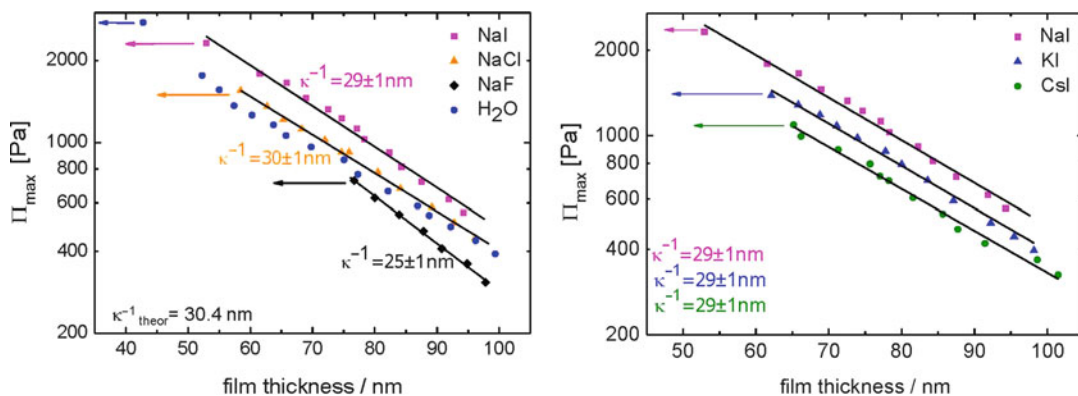 2000
1000
800
600
400
200
Πmax [Pa]
40 50 60 70 80 90 100
film thickness / nm
NaI
NaCl
NaF
H2O
κ−1 = 29±1nm
κ−1 = 30±1nm
κ−1 = 25±1nm
κ−1 theor = 30.4 nm
2000
1000
800
600
400
200
Πmax [Pa]
50 60 70 80 90 100
film thickness / nm
NaI
KI
CsI
κ−1 = 29±1nm
κ−1 = 29±1nm
κ−1 = 29±1nm